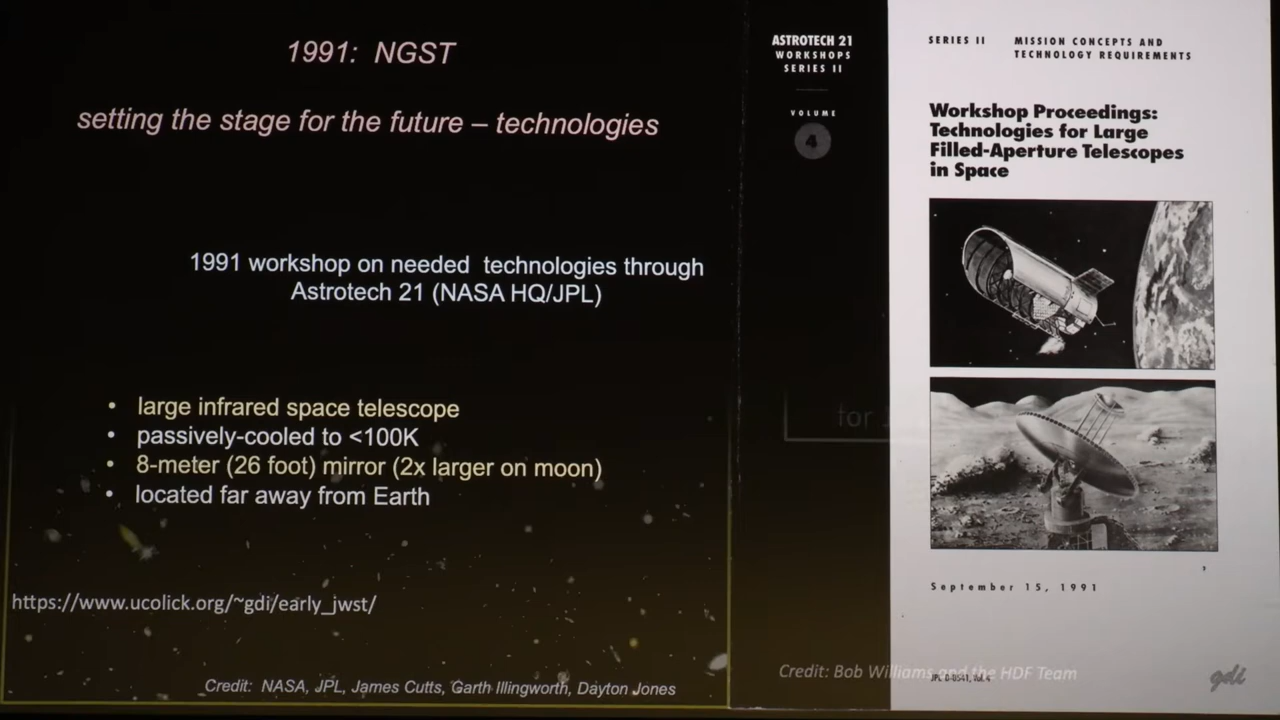 1991: NGST
setting the stage for the future – technologies
1991 workshop on needed technologies through
Astrotech 21 (NASA HQ/JPL)
• large infrared space telescope
• passively-cooled to <100K
• 8-meter (26 foot) mirror (2x larger on moon)
• located far away from Earth
https://www.ucolick.org/~gdi/early_jwst/
Credit: NASA, JPL, James Cutts, Garth Illingworth, Dayton Jones
ASTROTECH 21
WORKSHOPS
SERIES II
VOLUME
4
for
SERIES II MISSION CONCEPTS AND
TECHNOLOGY REQUIREMENTS
Workshop Proceedings:
Technologies for Large
Filled-Aperture Telescopes
in Space
September 15, 1991
Credit: Bob Williams and the HDF Team
gdi